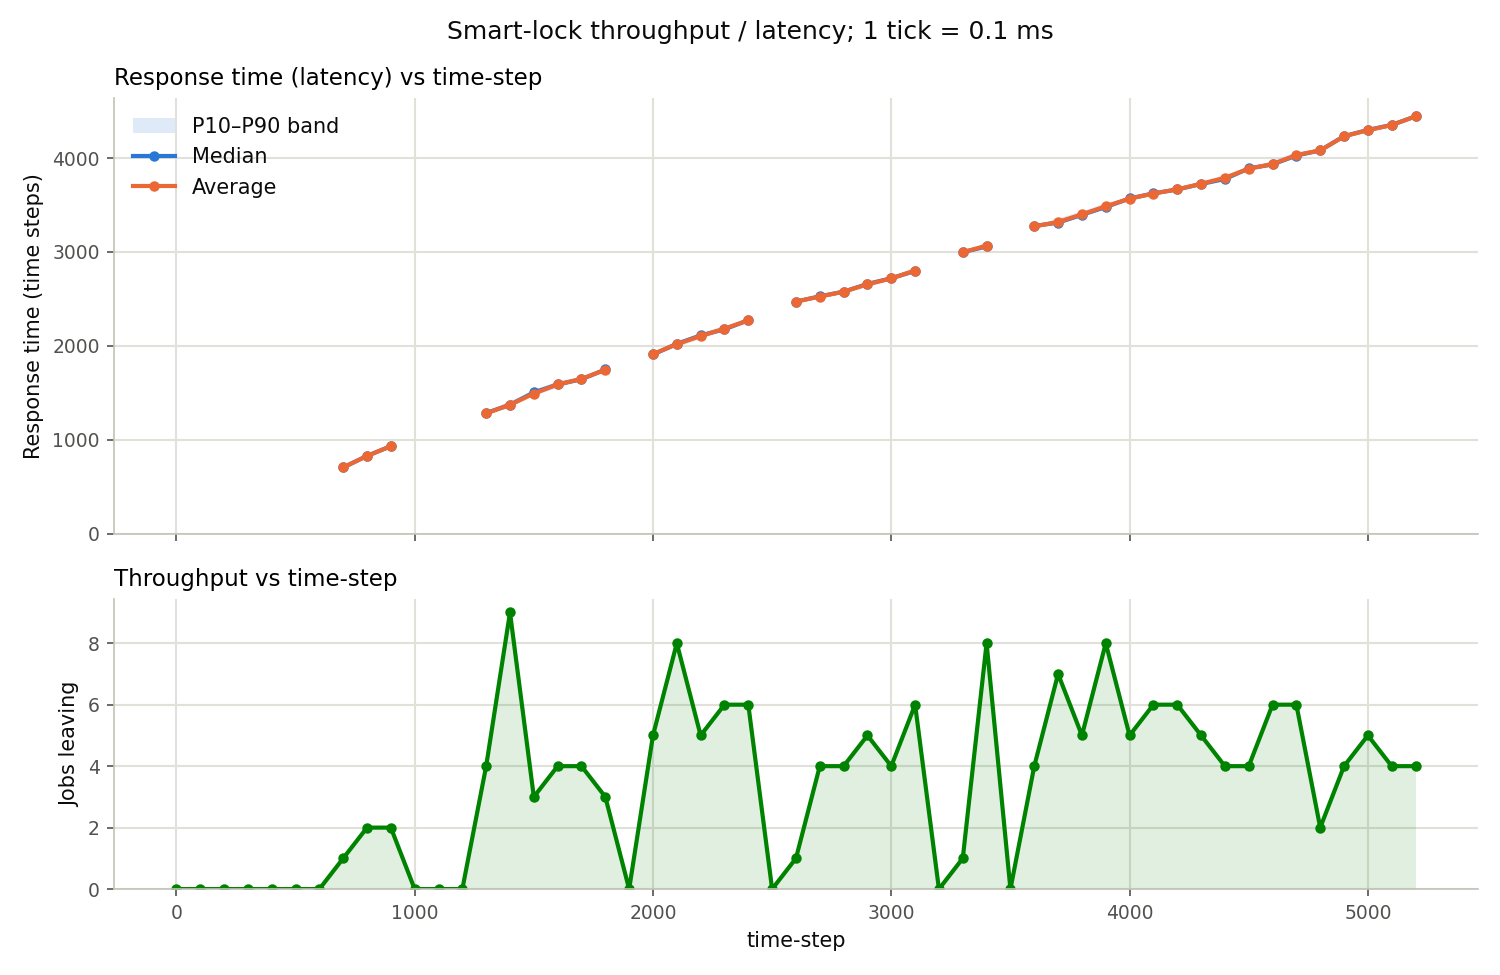 Smart-lock throughput / latency; 1 tick = 0.1 ms
Response time (latency) vs time-step
P10–P90 band
Median
Average
4000
3000
2000
1000
0
Response time (time steps)
Throughput vs time-step
8
6
4
2
0
Jobs leaving
0 1000 2000 3000 4000 5000
time-step